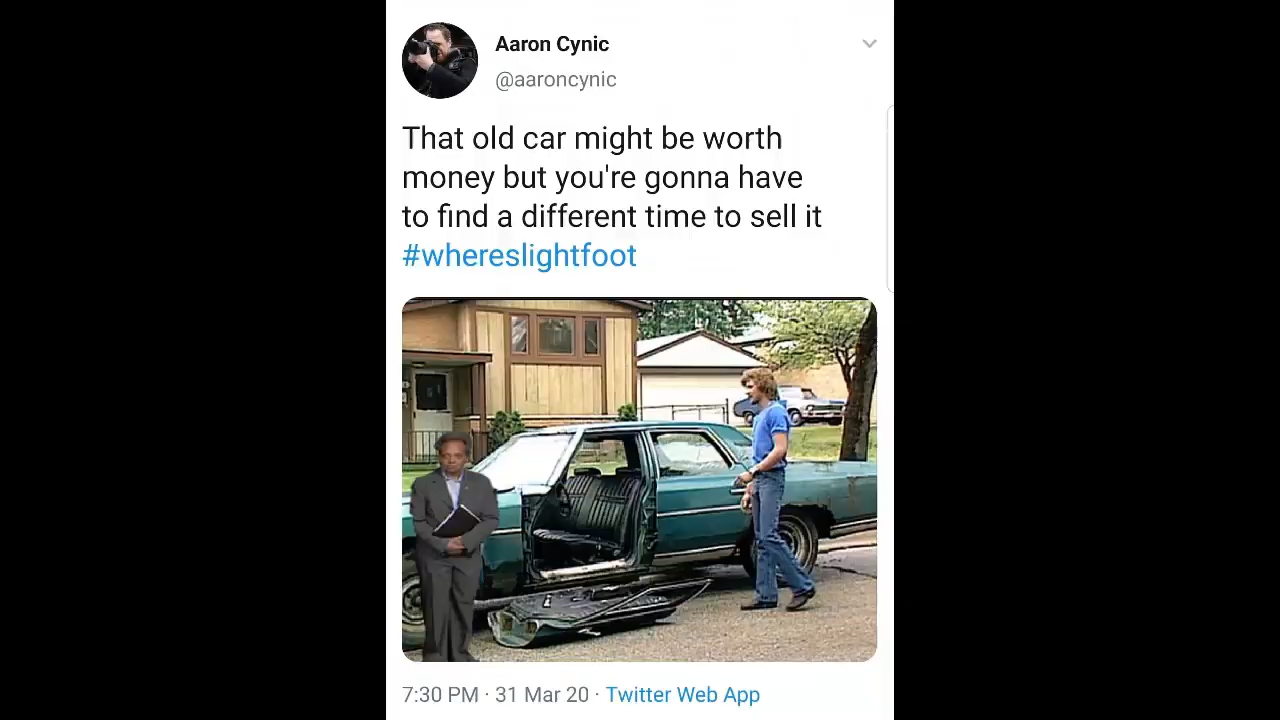 Aaron Cynic
@aaroncynic
That old car might be worth
money but you're gonna have
to find a different time to sell it
#whereslightfoot
7:30 PM · 31 Mar 20 · Twitter Web App